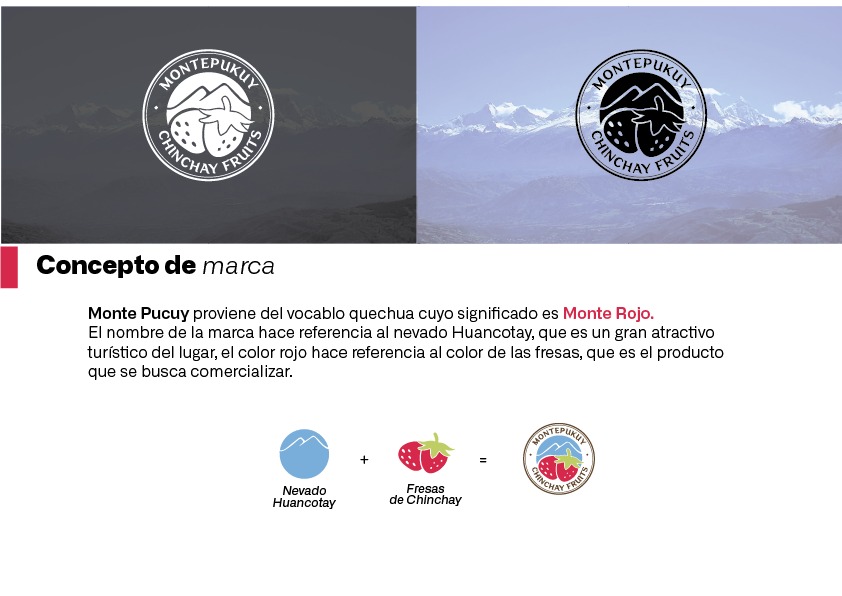 MONTEPUKUY
CHINCHAY FRUITS
MONTEPUKUY
CHINCHAY FRUITS
Concepto de marca
Monte Pucuy proviene del vocablo quechua cuyo significado es Monte Rojo.
El nombre de la marca hace referencia al nevado Huancotay, que es un gran atractivo
turístico del lugar, el color rojo hace referencia al color de las fresas, que es el producto
que se busca comercializar.
+
=
Nevado
Huancotay
Fresas
de Chinchay
MONTEPUKUY
CHINCHAY FRUITS